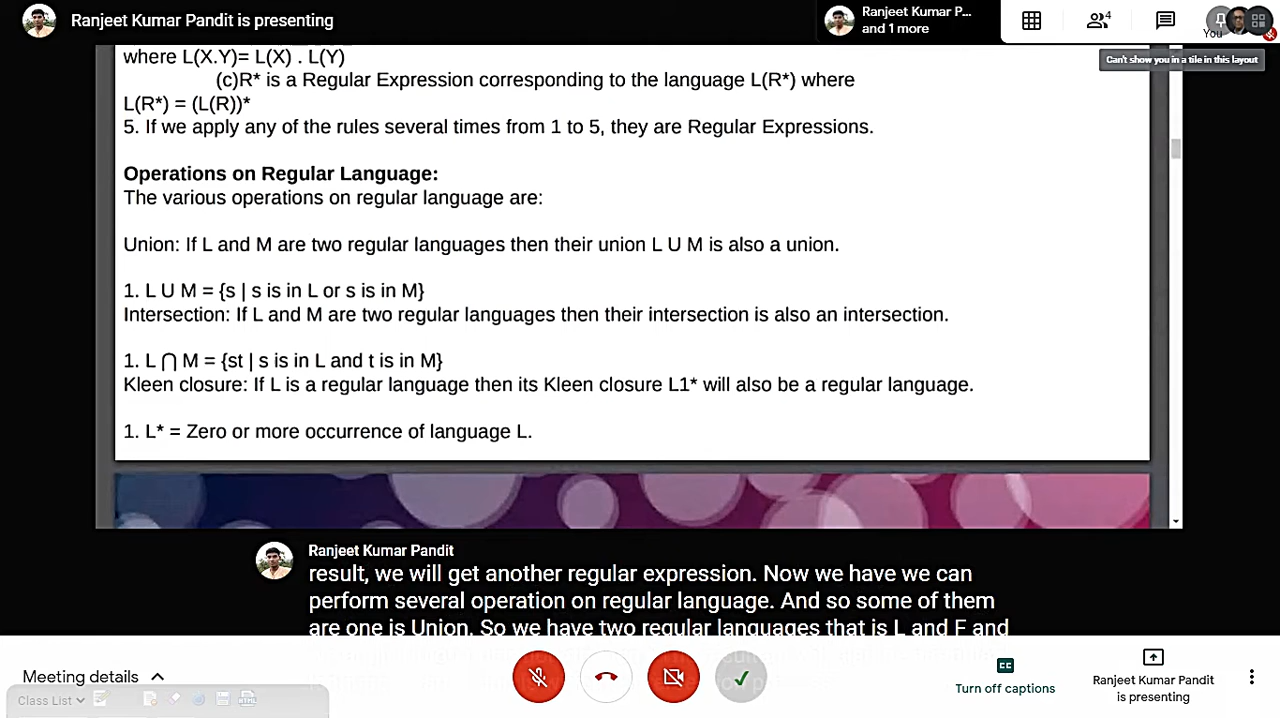 Ranjeet Kumar Pandit is presenting
Ranjeet Kumar P...
and 1 more
4
You
Can't show you in a tile in this layout
where L(X.Y)= L(X) . L(Y)
(c)R* is a Regular Expression corresponding to the language L(R*) where
L(R*) = (L(R))*
5. If we apply any of the rules several times from 1 to 5, they are Regular Expressions.
Operations on Regular Language:
The various operations on regular language are:
Union: If L and M are two regular languages then their union L U M is also a union.
1. L U M = {s | s is in L or s is in M}
Intersection: If L and M are two regular languages then their intersection is also an intersection.
1. L ⋂ M = {st | s is in L and t is in M}
Kleen closure: If L is a regular language then its Kleen closure L1* will also be a regular language.
1. L* = Zero or more occurrence of language L.
Ranjeet Kumar Pandit
result, we will get another regular expression. Now we have we can
perform several operation on regular language. And so some of them
are one is Union. So we have two regular languages that is L and F and
Meeting details
Turn off captions
Ranjeet Kumar Pandit
is presenting
Class List